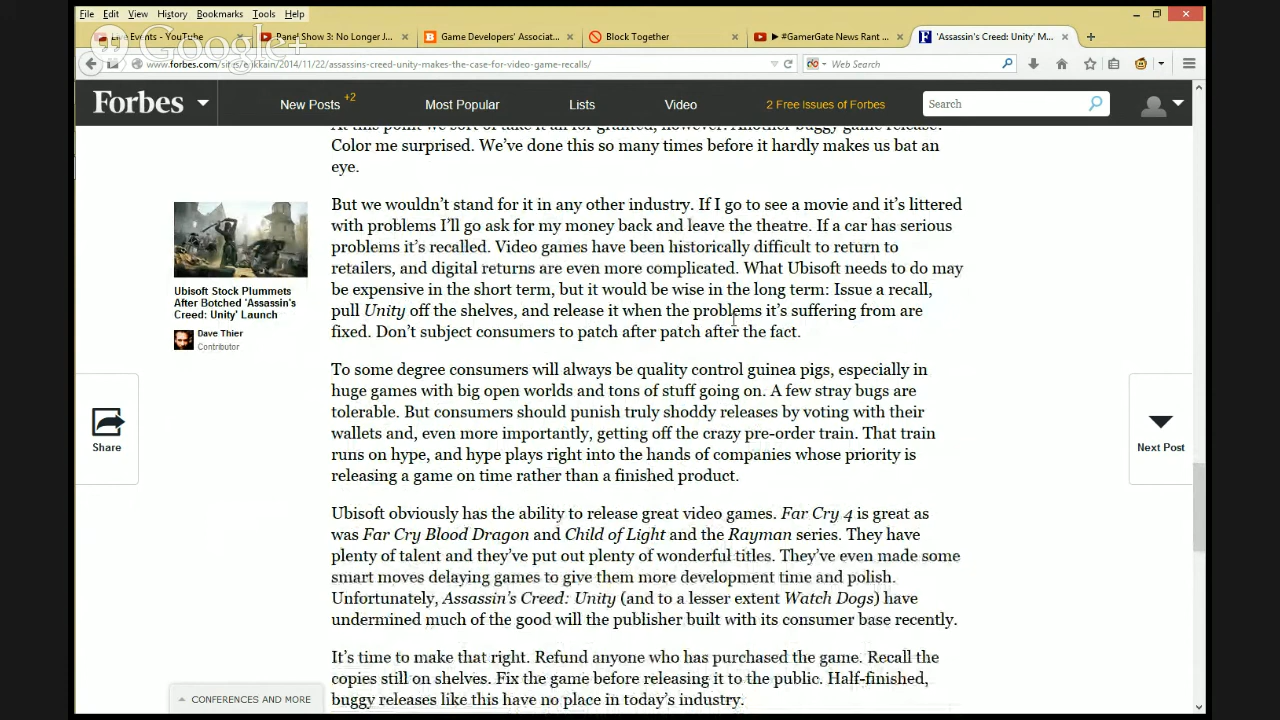 File Edit View History Bookmarks Tools Help
Google+
Live Events - YouTube
Panel Show 3: No Longer J...
Game Developers' Associat...
Block Together
▶ #GamerGate News Rant ...
'Assassin's Creed: Unity' M...
www.forbes.com/sites/erikkain/2014/11/22/assassins-creed-unity-makes-the-case-for-video-game-recalls/
Web Search
Forbes
New Posts +2
Most Popular
Lists
Video
2 Free Issues of Forbes
Search
At this point we sort of take it all for granted, however. Another buggy game release?
Color me surprised. We've done this so many times before it hardly makes us bat an
eye.
But we wouldn't stand for it in any other industry. If I go to see a movie and it's littered
with problems I'll go ask for my money back and leave the theatre. If a car has serious
problems it's recalled. Video games have been historically difficult to return to
retailers, and digital returns are even more complicated. What Ubisoft needs to do may
be expensive in the short term, but it would be wise in the long term: Issue a recall,
pull Unity off the shelves, and release it when the problems it's suffering from are
fixed. Don't subject consumers to patch after patch after the fact.
Ubisoft Stock Plummets
After Botched 'Assassin's
Creed: Unity' Launch
Dave Thier
Contributor
To some degree consumers will always be quality control guinea pigs, especially in
huge games with big open worlds and tons of stuff going on. A few stray bugs are
tolerable. But consumers should punish truly shoddy releases by voting with their
wallets and, even more importantly, getting off the crazy pre-order train. That train
runs on hype, and hype plays right into the hands of companies whose priority is
releasing a game on time rather than a finished product.
Share
Next Post
Ubisoft obviously has the ability to release great video games. Far Cry 4 is great as
was Far Cry Blood Dragon and Child of Light and the Rayman series. They have
plenty of talent and they've put out plenty of wonderful titles. They've even made some
smart moves delaying games to give them more development time and polish.
Unfortunately, Assassin's Creed: Unity (and to a lesser extent Watch Dogs) have
undermined much of the good will the publisher built with its consumer base recently.
It's time to make that right. Refund anyone who has purchased the game. Recall the
copies still on shelves. Fix the game before releasing it to the public. Half-finished,
buggy releases like this have no place in today's industry.
CONFERENCES AND MORE